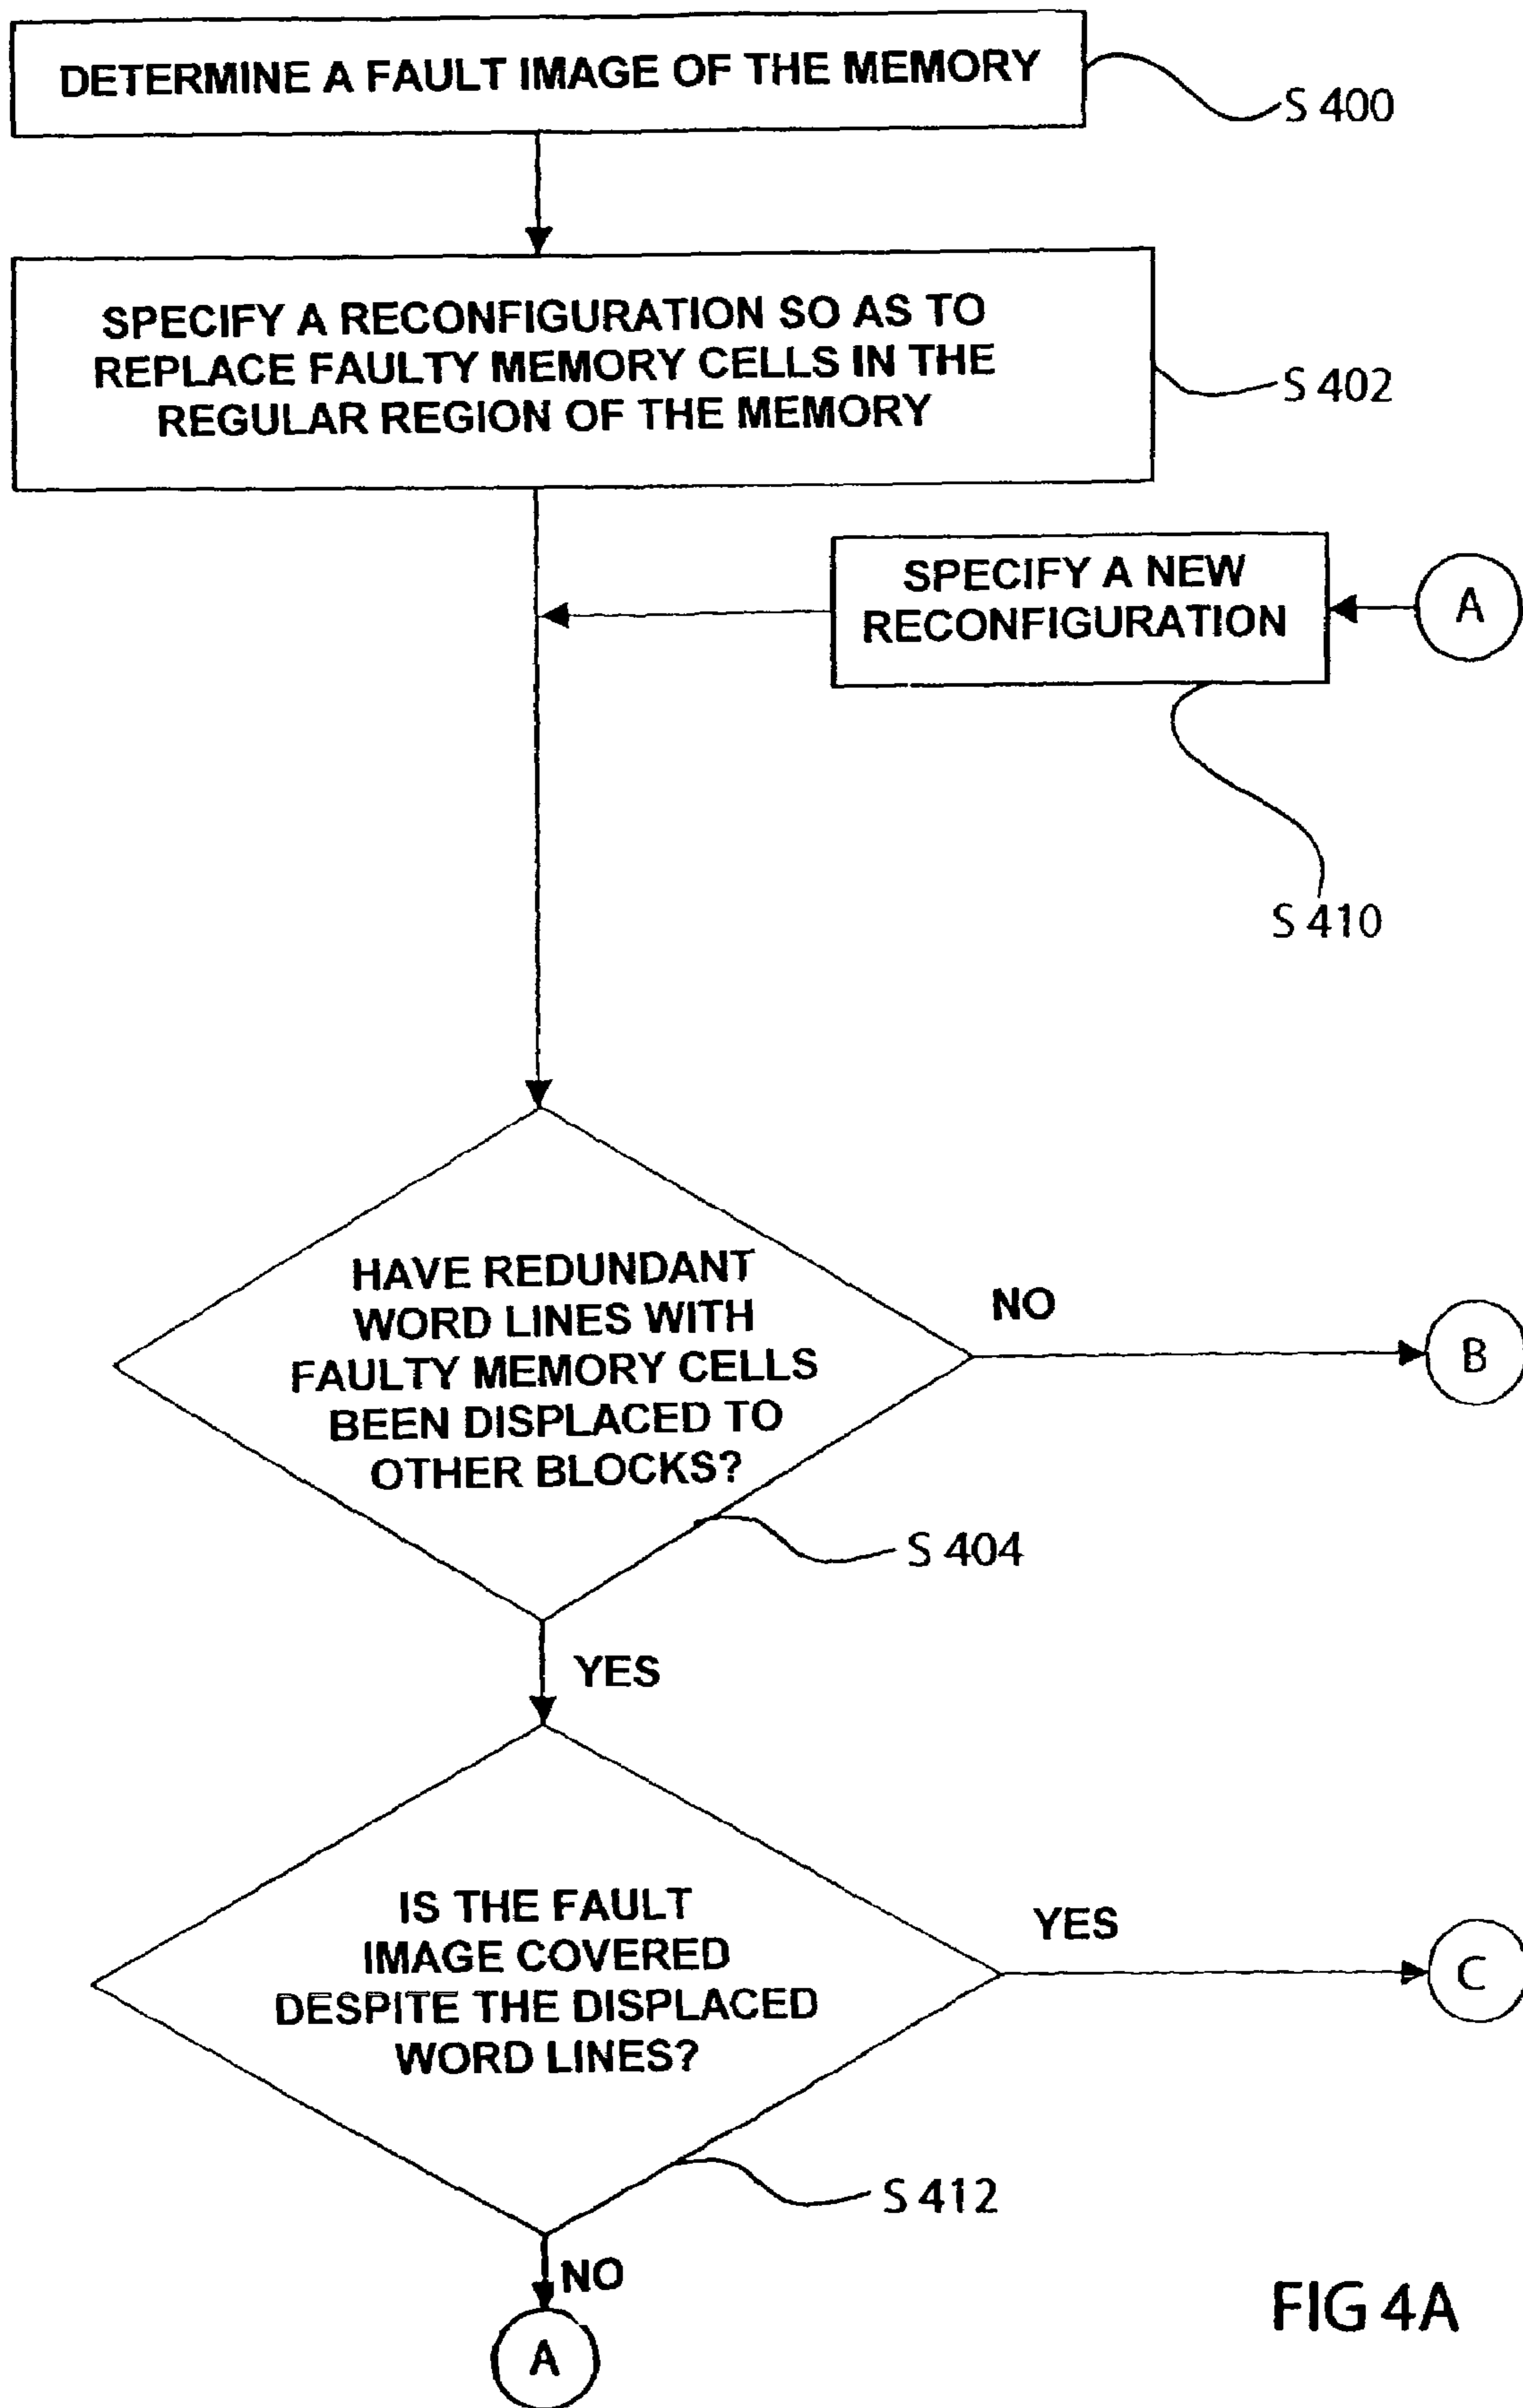 DETERMINE A FAULT IMAGE OF THE MEMORY
S 400
SPECIFY A RECONFIGURATION SO AS TO
REPLACE FAULTY MEMORY CELLS IN THE
REGULAR REGION OF THE MEMORY
S 402
SPECIFY A NEW
RECONFIGURATION
A
S 410
HAVE REDUNDANT
WORD LINES WITH
FAULTY MEMORY CELLS
BEEN DISPLACED TO
OTHER BLOCKS?
NO
B
S 404
YES
IS THE FAULT
IMAGE COVERED
DESPITE THE DISPLACED
WORD LINES?
YES
C
S 412
NO
A
FIG 4A